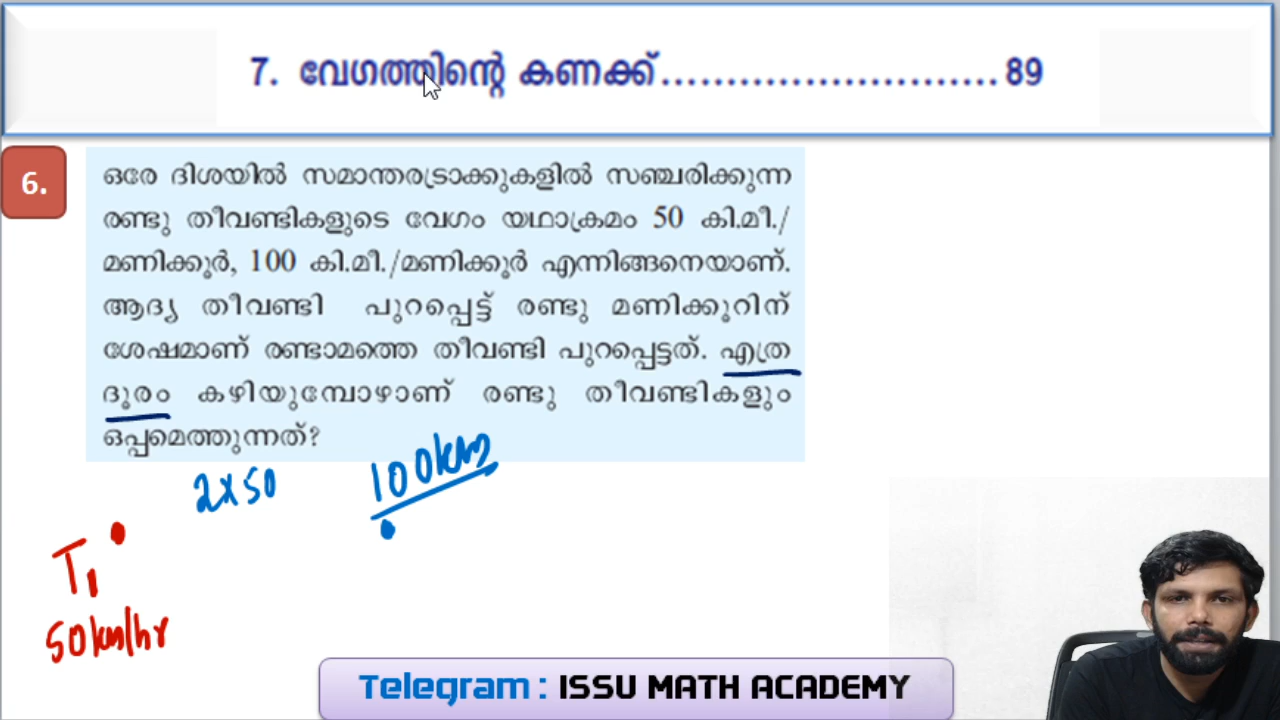 7. വേഗത്തിന്റെ കണക്ക്.......................... 89
6.
ഒരേ ദിശയിൽ സമാന്തരട്രാക്കുകളിൽ സഞ്ചരിക്കുന്ന
രണ്ടു തീവണ്ടികളുടെ വേഗം യഥാക്രമം 50 കി.മീ./
മണിക്കൂർ, 100 കി.മീ./മണിക്കൂർ എന്നിങ്ങനെയാണ്.
ആദ്യ തീവണ്ടി പുറപ്പെട്ട് രണ്ടു മണിക്കൂറിന്
ശേഷമാണ് രണ്ടാമത്തെ തീവണ്ടി പുറപ്പെട്ടത്. എത്ര
ദൂരം കഴിയുമ്പോഴാണ് രണ്ടു തീവണ്ടികളും
ഒപ്പമെത്തുന്നത്?
2 x 50 100km
T1
50km/hr
Telegram : ISSU MATH ACADEMY